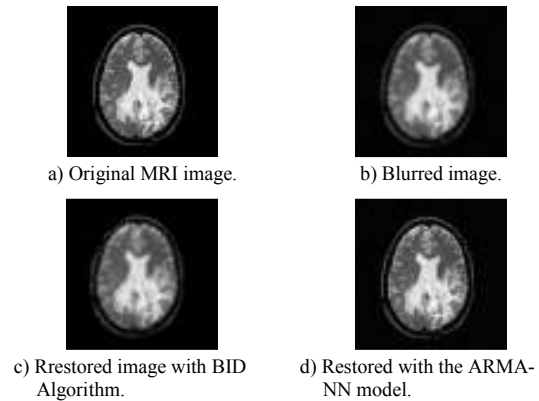 a) Original MRI image.
b) Blurred image.
c) Rrestored image with BID
Algorithm.
d) Restored with the ARMA-
NN model.